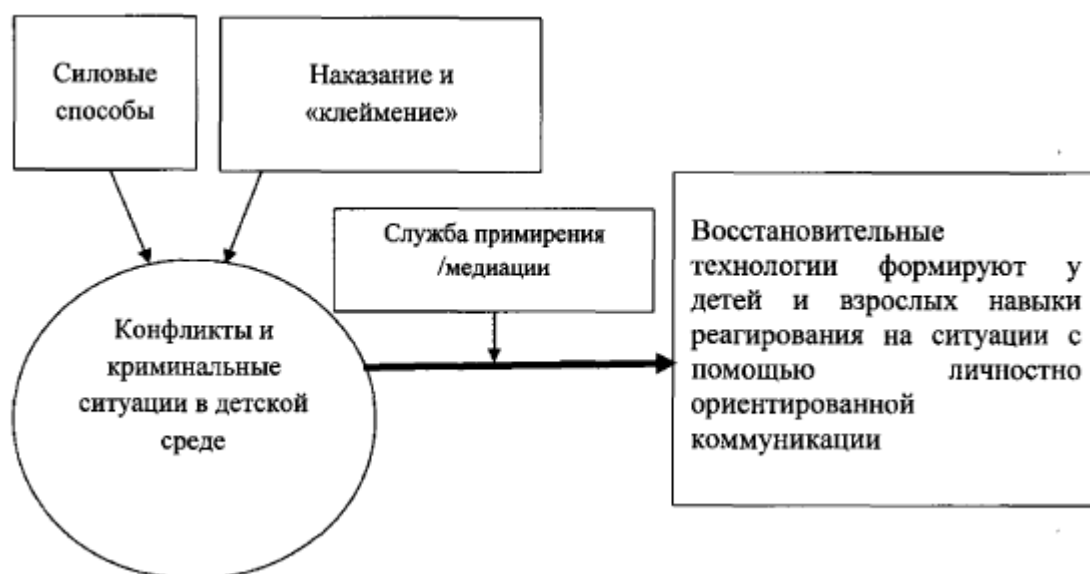 Силовые
способы
Наказание и
«клеймение»
Служба примирения
/медиации
Конфликты и
криминальные
ситуации в детской
среде
Восстановительные
технологии формируют у
детей и взрослых навыки
реагирования на ситуации с
помощью личностно
ориентированной
коммуникации